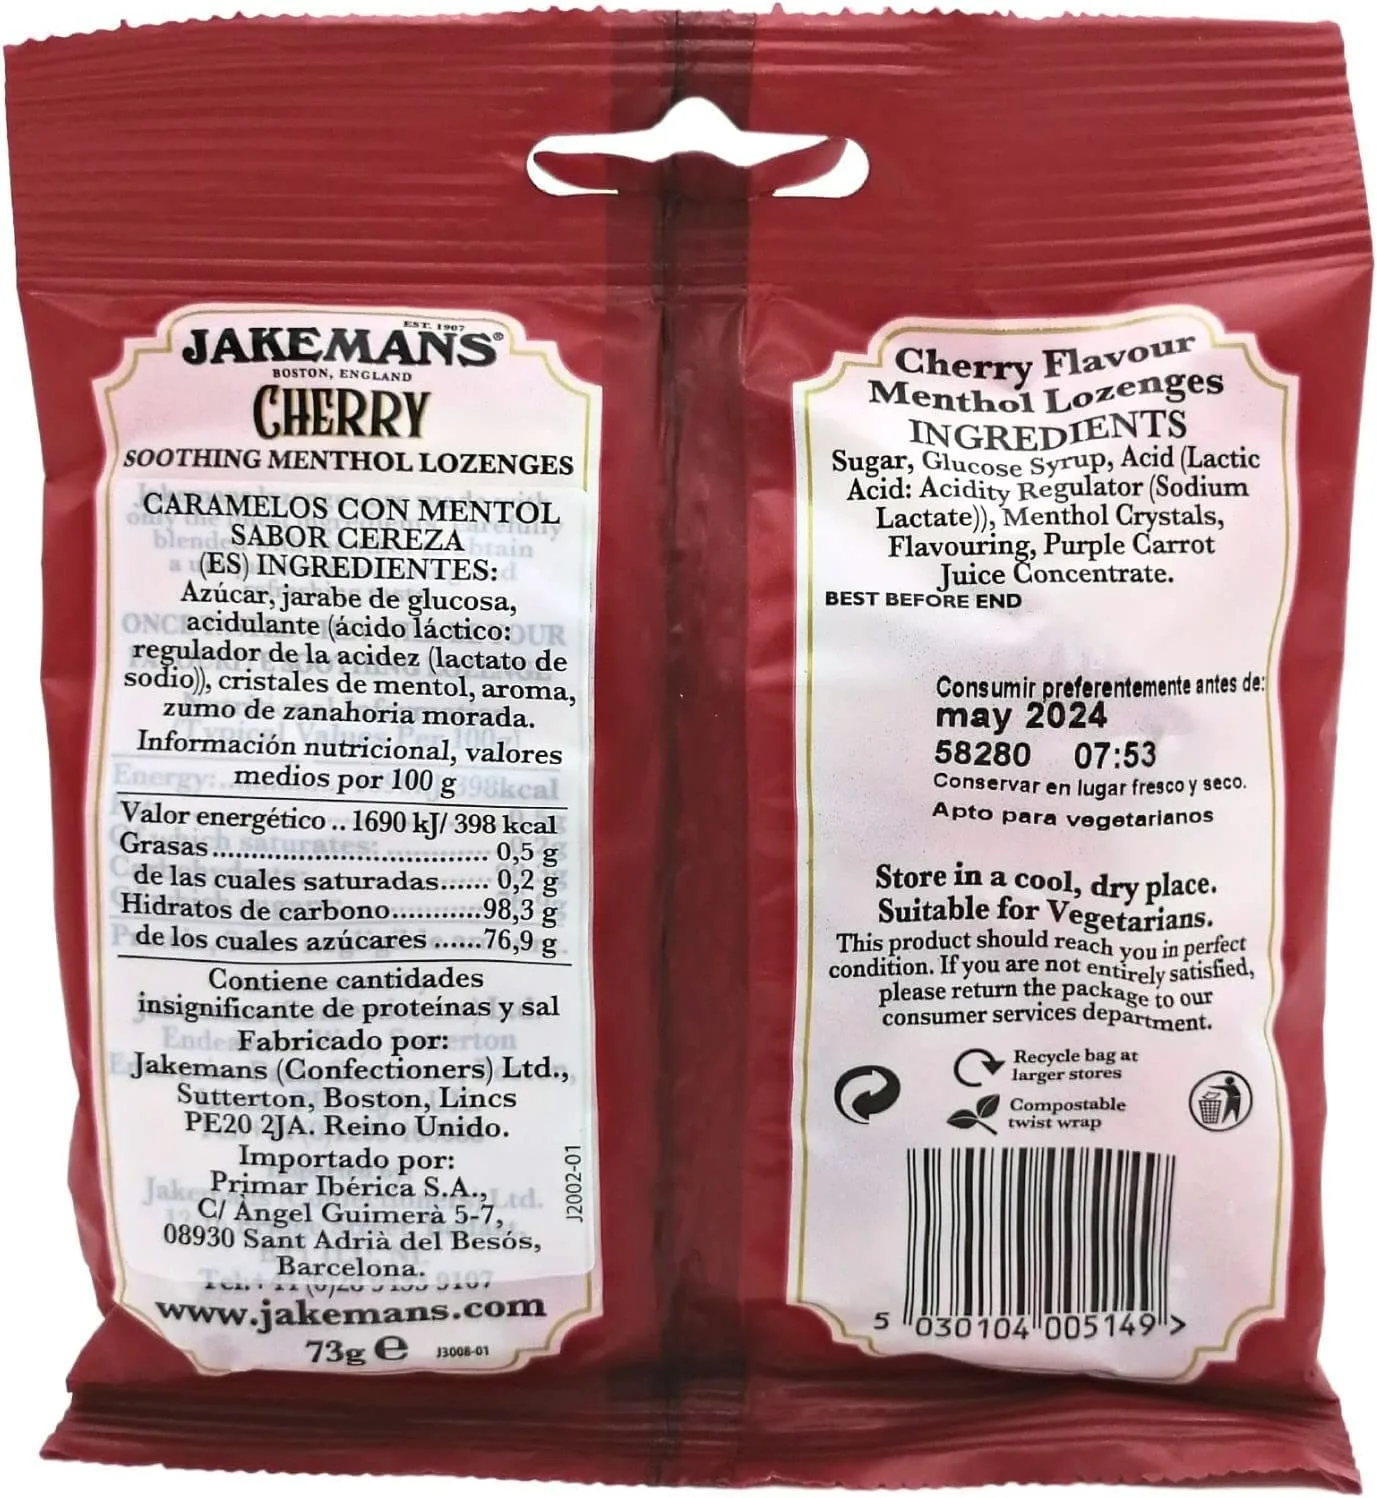 EST. 1907
JAKEMANS®
BOSTON, ENGLAND
CHERRY
SOOTHING MENTHOL LOZENGES
CARAMELOS CON MENTOL
SABOR CEREZA
(ES) INGREDIENTES:
Azúcar, jarabe de glucosa,
acidulante (ácido láctico:
regulador de la acidez (lactato de
sodio)), cristales de mentol, aroma,
zumo de zanahoria morada.
Información nutricional, valores
medios por 100 g
Valor energético .. 1690 kJ/ 398 kcal
Grasas................................ 0,5 g
de las cuales saturadas...... 0,2 g
Hidratos de carbono...........98,3 g
de los cuales azúcares ......76,9 g
Contiene cantidades
insignificante de proteínas y sal
Fabricado por:
Jakemans (Confectioners) Ltd.,
Sutterton, Boston, Lincs
PE20 2JA. Reino Unido.
Importado por:
Primar Ibérica S.A.,
C/ Àngel Guimerà 5-7,
08930 Sant Adrià del Besós,
Barcelona.
J2002-01
www.jakemans.com
73g e J3008-01
Cherry Flavour
Menthol Lozenges
INGREDIENTS
Sugar, Glucose Syrup, Acid (Lactic
Acid: Acidity Regulator (Sodium
Lactate)), Menthol Crystals,
Flavouring, Purple Carrot
Juice Concentrate.
BEST BEFORE END
Consumir preferentemente antes de:
may 2024
58280 07:53
Conservar en lugar fresco y seco.
Apto para vegetarianos
Store in a cool, dry place.
Suitable for Vegetarians.
This product should reach you in perfect
condition. If you are not entirely satisfied,
please return the package to our
consumer services department.
Recycle bag at
larger stores
Compostable
twist wrap
5 030104 005149 >